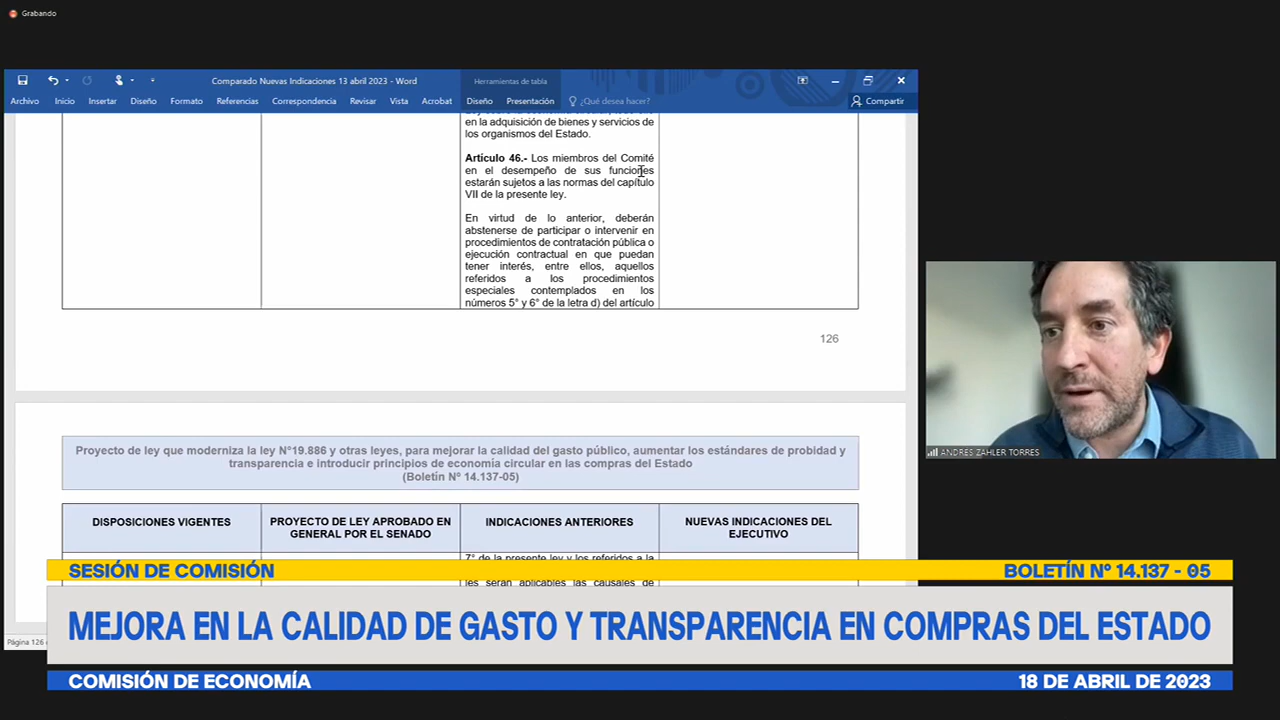 Grabando
Comparado Nuevas Indicaciones 13 abril 2023 - Word
Herramientas de tabla
Archivo Inicio Insertar Diseño Formato Referencias Correspondencia Revisar Vista Acrobat Diseño Presentación ¿Qué desea hacer? Compartir
en la adquisición de bienes y servicios de
los organismos del Estado.
Artículo 46.- Los miembros del Comité
en el desempeño de sus funciones
estarán sujetos a las normas del capítulo
VII de la presente ley.
En virtud de lo anterior, deberán
abstenerse de participar o intervenir en
procedimientos de contratación pública o
ejecución contractual en que puedan
tener interés, entre ellos, aquellos
referidos a los procedimientos
especiales contemplados en los
números 5° y 6° de la letra d) del artículo
126
Proyecto de ley que moderniza la ley N°19.886 y otras leyes, para mejorar la calidad del gasto público, aumentar los estándares de probidad y
transparencia e introducir principios de economía circular en las compras del Estado
(Boletín Nº 14.137-05)
DISPOSICIONES VIGENTES
PROYECTO DE LEY APROBADO EN
GENERAL POR EL SENADO
INDICACIONES ANTERIORES
NUEVAS INDICACIONES DEL
EJECUTIVO
7° de la presente ley y los referidos a la
les serán aplicables las causales de
Página 126
ANDRES ZAHLER TORRES
SESIÓN DE COMISIÓN
BOLETÍN Nº 14.137 - 05
MEJORA EN LA CALIDAD DE GASTO Y TRANSPARENCIA EN COMPRAS DEL ESTADO
COMISIÓN DE ECONOMÍA
18 DE ABRIL DE 2023